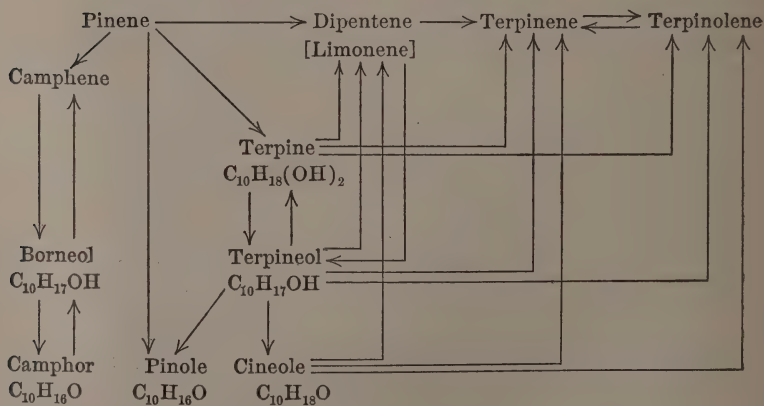 Pinene Dipentene Terpinene Terpinolene
[Limonene]
Camphene
Terpine
C₁₀H₁₈(OH)₂
Borneol Terpineol
C₁₀H₁₇OH C₁₀H₁₇OH
Camphor Pinole Cineole
C₁₀H₁₆O C₁₀H₁₆O C₁₀H₁₈O